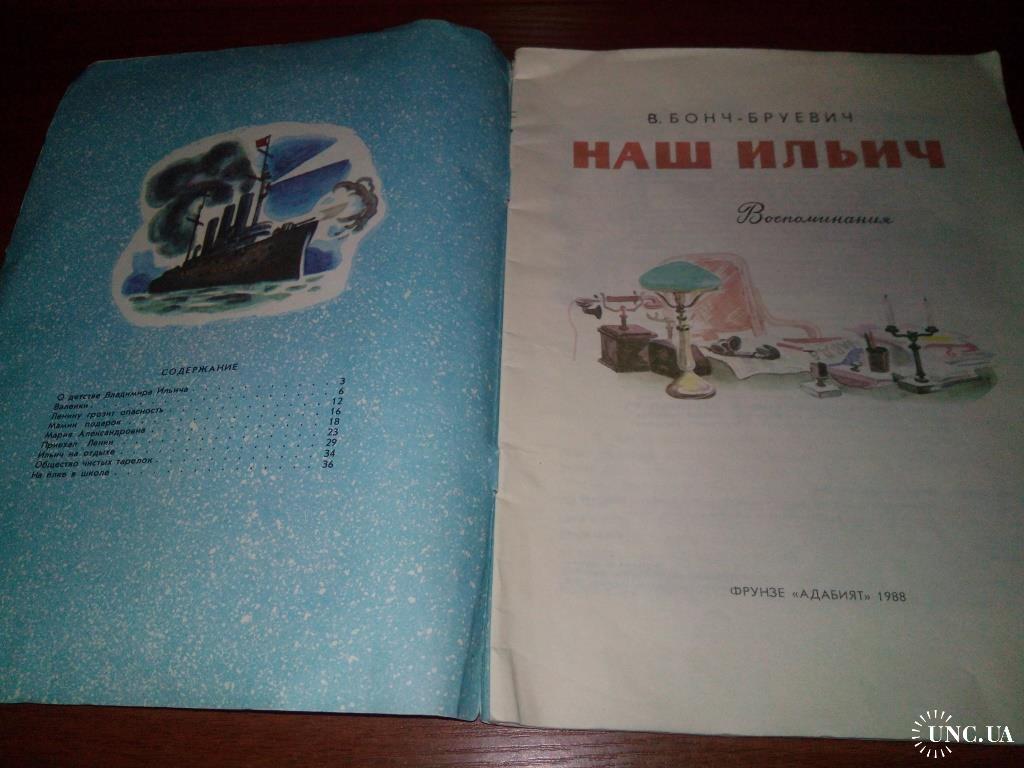 СОДЕРЖАНИЕ
О детстве Владимира Ильича . . . 3
Валенки . . . 6
Ленину грозит опасность . . . 12
Мамин подарок . . . 16
Мария Александровна . . . 18
Приехал Ленин . . . 23
Ильич на отдыхе . . . 29
Общество чистых тарелок . . . 34
На ёлке в школе . . . 36
В. БОНЧ-БРУЕВИЧ
НАШ ИЛЬИЧ
Воспоминания
ФРУНЗЕ «АДАБИЯТ» 1988
UNC.UA